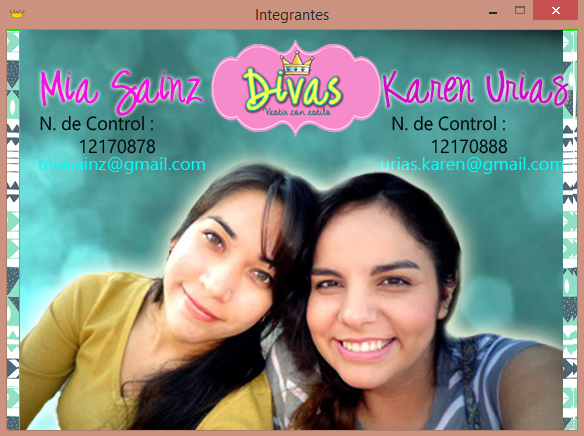 Integrantes
Mia Sainz
Divas
Vestir con estilo
Karen Urias
N. de Control :
12170878
miasainz@gmail.com
N. de Control :
12170888
urias.karen@gmail.com